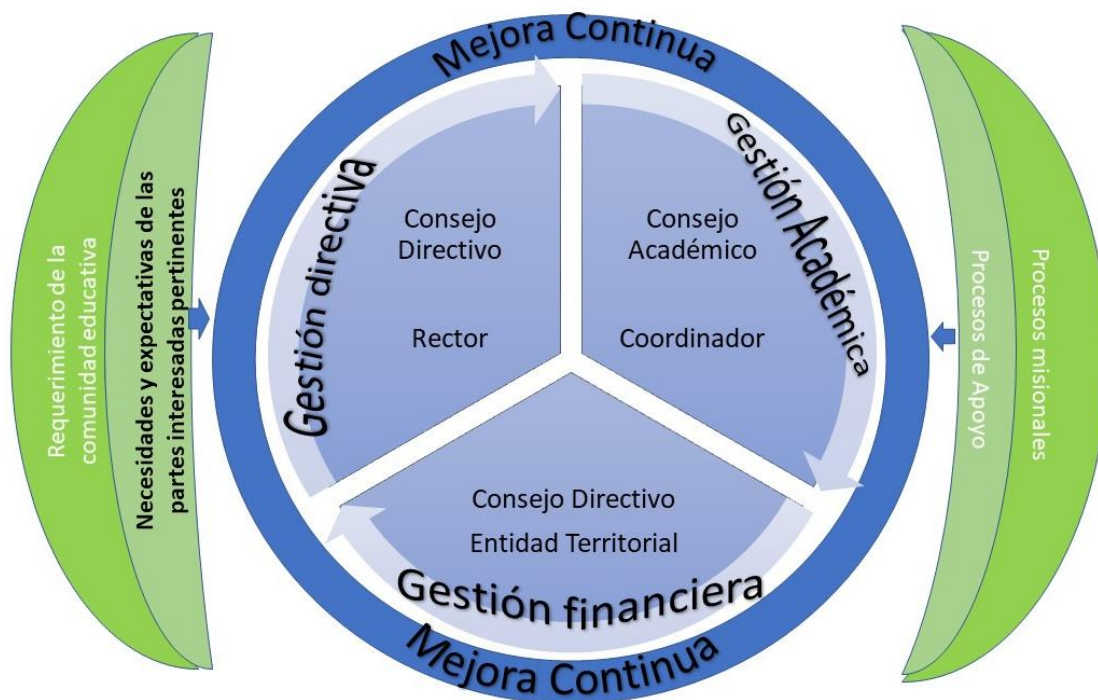 Mejora Continua
Requerimiento de la
comunidad educativa
Necesidades y expectativas de las
partes interesadas pertinentes
Gestión directiva
Consejo
Directivo
Rector
Gestión Académica
Consejo
Académico
Coordinador
Consejo Directivo
Entidad Territorial
Gestión financiera
Mejora Continua
Procesos de Apoyo
Procesos misionales